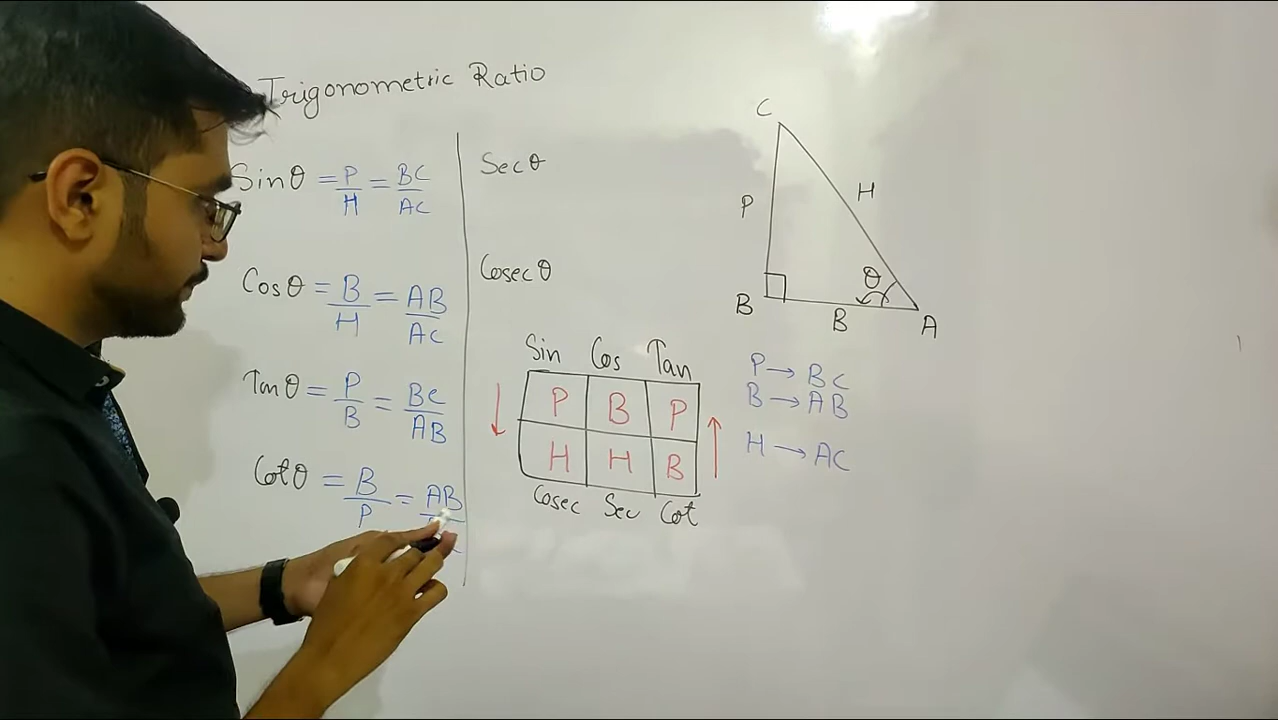 Trigonometric Ratio
Sinθ = P/H = BC/AC
Cosθ = B/H = AB/AC
Tanθ = P/B = BC/AB
Cotθ = B/P = AB
Secθ
Cosecθ
Sin Cos Tan
P B P
H H B
Cosec Sec Cot
C
P
H
θ
B
B
A
P → BC
B → AB
H → AC